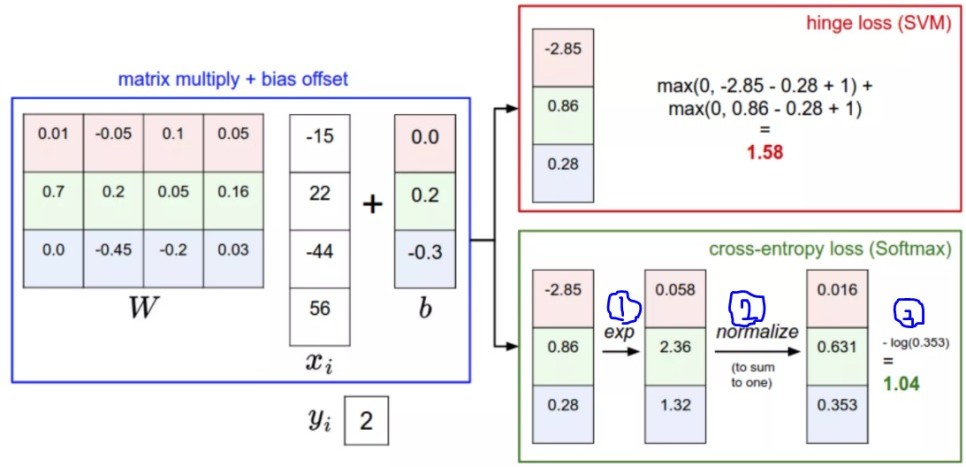 hinge loss (SVM)
-2.85
0.86
0.28
max(0, -2.85 - 0.28 + 1) +
max(0, 0.86 - 0.28 + 1)
=
1.58
matrix multiply + bias offset
0.01 -0.05 0.1 0.05
0.7 0.2 0.05 0.16
0.0 -0.45 -0.2 0.03
W
-15
22
-44
56
xi
+
0.0
0.2
-0.3
b
yi 2
cross-entropy loss (Softmax)
-2.85
0.86
0.28
1
exp
0.058
2.36
1.32
2
normalize
(to sum
to one)
0.016
0.631
0.353
3
- log(0.353)
=
1.04